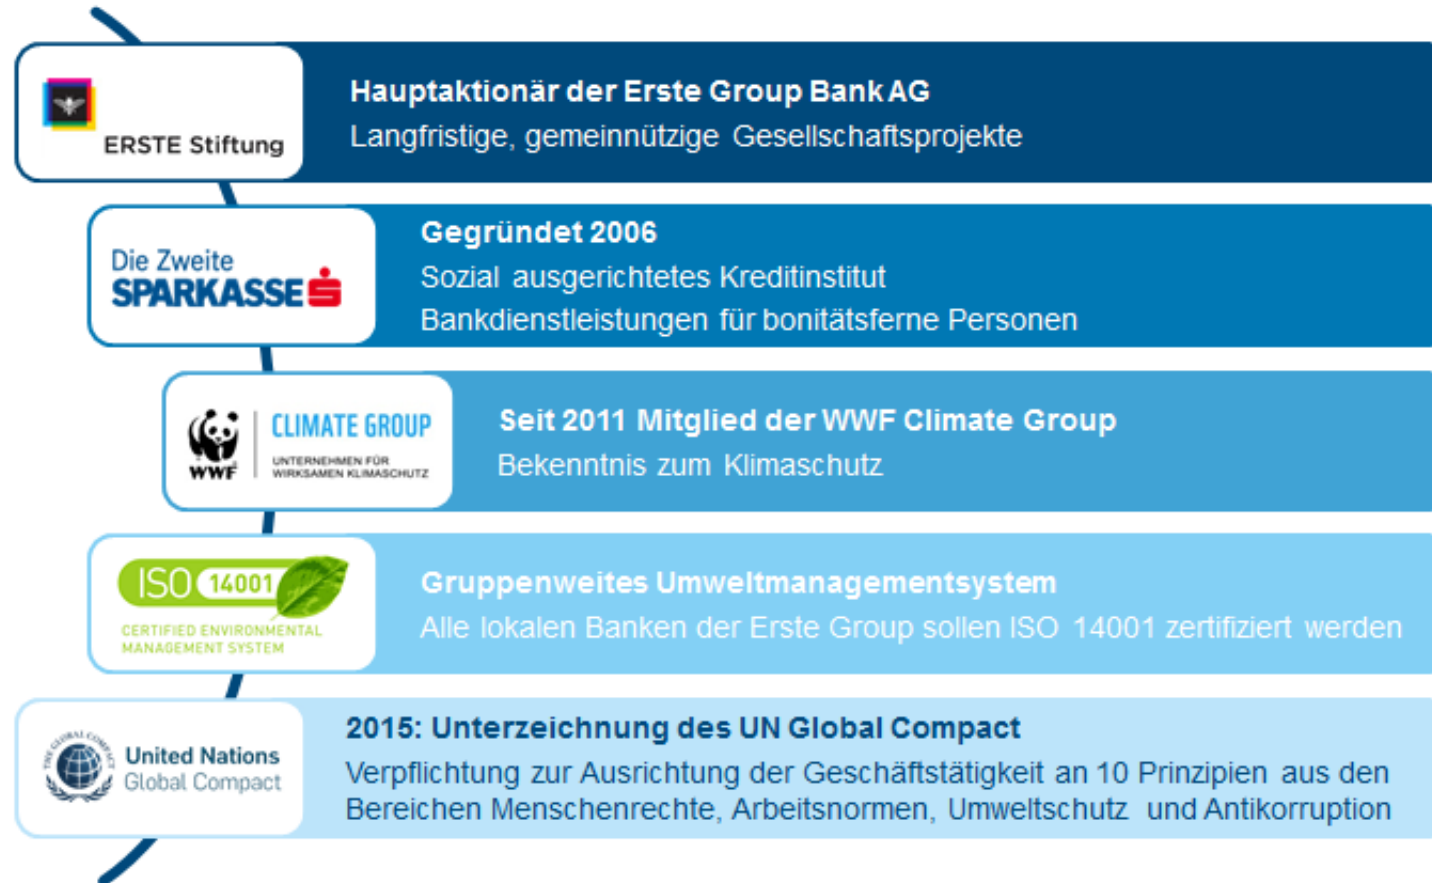 ERSTE Stiftung
Hauptaktionär der Erste Group Bank AG
Langfristige, gemeinnützige Gesellschaftsprojekte
Die Zweite
SPARKASSE S
Gegründet 2006
Sozial ausgerichtetes Kreditinstitut
Bankdienstleistungen für bonitätsferne Personen
WWF
CLIMATE GROUP
UNTERNEHMEN FÜR
WIRKSAMEN KLIMASCHUTZ
Seit 2011 Mitglied der WWF Climate Group
Bekenntnis zum Klimaschutz
ISO 14001
CERTIFIED ENVIRONMENTAL
MANAGEMENT SYSTEM
Gruppenweites Umweltmanagementsystem
Alle lokalen Banken der Erste Group sollen ISO 14001 zertifiziert werden
THE GLOBAL COMPACT
United Nations
Global Compact
2015: Unterzeichnung des UN Global Compact
Verpflichtung zur Ausrichtung der Geschäftstätigkeit an 10 Prinzipien aus den
Bereichen Menschenrechte, Arbeitsnormen, Umweltschutz und Antikorruption